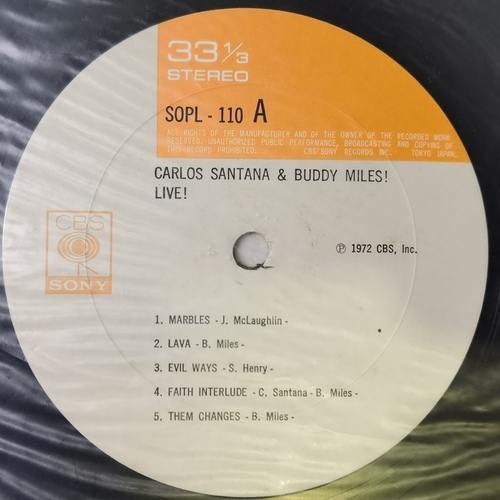 33 1/3
STEREO
SOPL - 110 A
ALL RIGHTS OF THE MANUFACTURER AND OF THE OWNER OF THE RECORDED WORK
RESERVED. UNAUTHORIZED PUBLIC PERFORMANCE, BROADCASTING AND COPYING OF
THIS RECORD PROHIBITED. CBS/SONY RECORDS INC. TOKYO JAPAN.
CARLOS SANTANA & BUDDY MILES!
LIVE!
CBS
SONY
℗ 1972 CBS, Inc.
1. MARBLES - J. McLaughlin -
2. LAVA - B. Miles -
3. EVIL WAYS - S. Henry -
4. FAITH INTERLUDE - C. Santana - B. Miles -
5. THEM CHANGES - B. Miles -